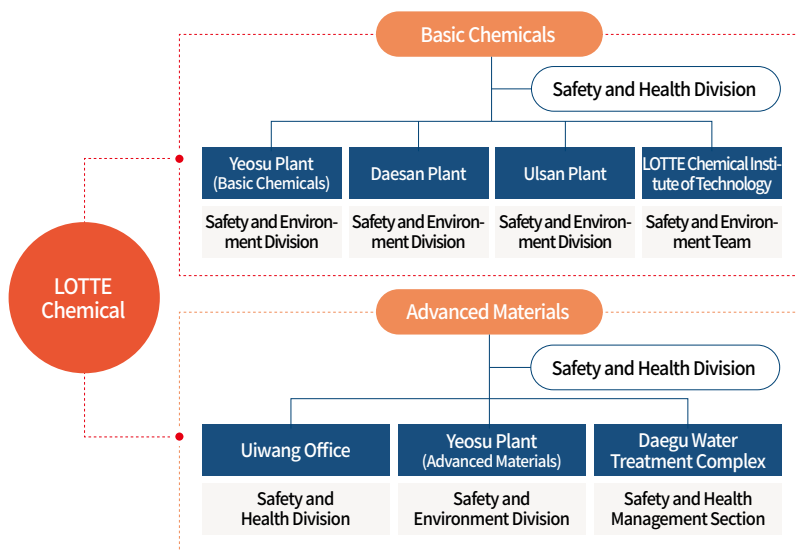 LOTTE
Chemical
Basic Chemicals
Safety and Health Division
Yeosu Plant
(Basic Chemicals)
Safety and Environ-
ment Division
Daesan Plant
Safety and Environ-
ment Division
Ulsan Plant
Safety and Environ-
ment Division
LOTTE Chemical Insti-
tute of Technology
Safety and Environ-
ment Team
Advanced Materials
Safety and Health Division
Uiwang Office
Safety and
Health Division
Yeosu Plant
(Advanced Materials)
Safety and
Environment Division
Daegu Water
Treatment Complex
Safety and Health
Management Section